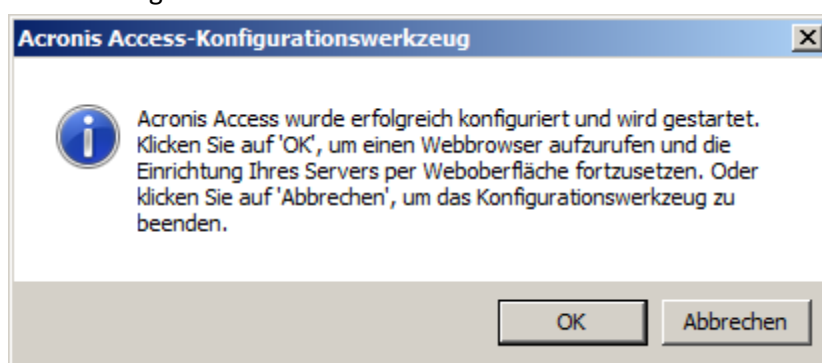 Acronis Access-Konfigurationswerkzeug
Acronis Access wurde erfolgreich konfiguriert und wird gestartet.
Klicken Sie auf 'OK', um einen Webbrowser aufzurufen und die
Einrichtung Ihres Servers per Weboberfläche fortzusetzen. Oder
klicken Sie auf 'Abbrechen', um das Konfigurationswerkzeug zu
beenden.
OK
Abbrechen